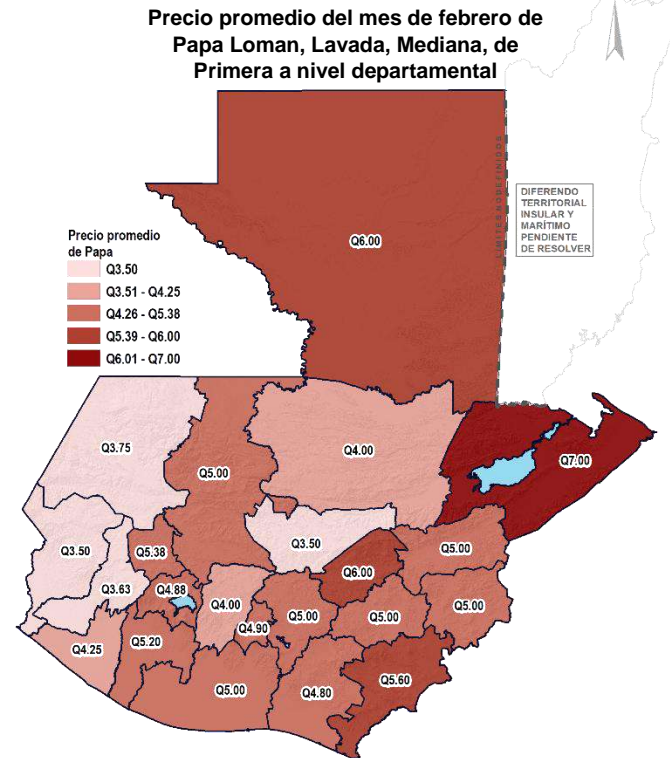 Precio promedio del mes de febrero de
Papa Loman, Lavada, Mediana, de
Primera a nivel departamental
LÍMITES NO DEFINIDOS
DIFERENDO
TERRITORIAL
INSULAR Y
MARÍTIMO
PENDIENTE
DE RESOLVER
Q6.00
Precio promedio
de Papa
Q3.50
Q3.51 - Q4.25
Q4.26 - Q5.38
Q5.39 - Q6.00
Q6.01 - Q7.00
Q3.75
Q5.00
Q4.00
Q7.00
Q3.50
Q5.38
Q3.50
Q5.00
Q6.00
Q3.63
Q4.88
Q4.00
Q5.00
Q5.00
Q5.00
Q4.90
Q4.25
Q5.20
Q5.00
Q4.80
Q5.60